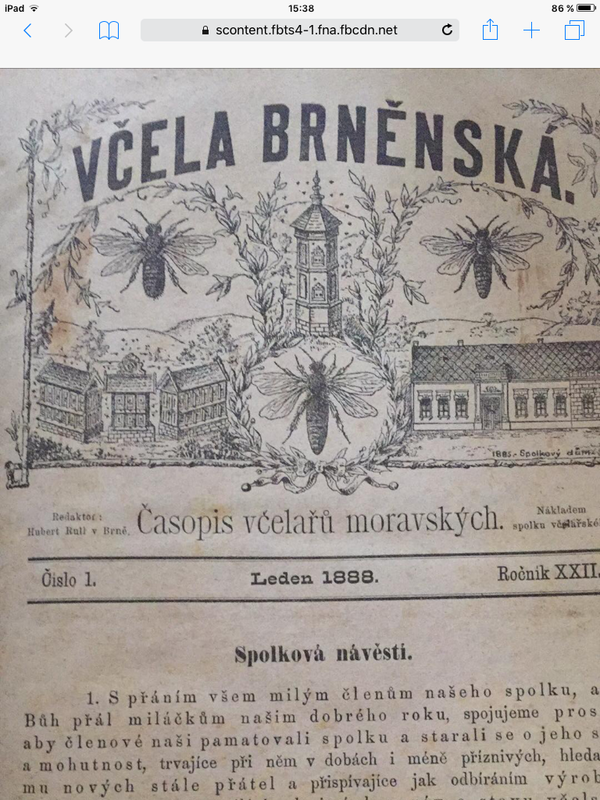 iPad
15:38
86 %
scontent.fbts4-1.fna.fbcdn.net
VČELA BRNĚNSKÁ.
1885.- Spolkový dům.
Redaktor:
Hubert Rull v Brně.
Časopis včelařů moravských.
Nákladem
spolku
Číslo 1.
Leden 1888.
Ročník XXII.
Spolková návěsti.
1. S přáním všem milým členům našeho spolku, a
Bůh přál miláčkům našim dobrého roku, spojujeme pros
aby členové naši pamatovali spolku a starali se o jeho s
a mohutnost, trvajíce při něm v dobách i méně příznivých, hleda
mu nových stále přátel a přispívajíce jak odbíráním výrob